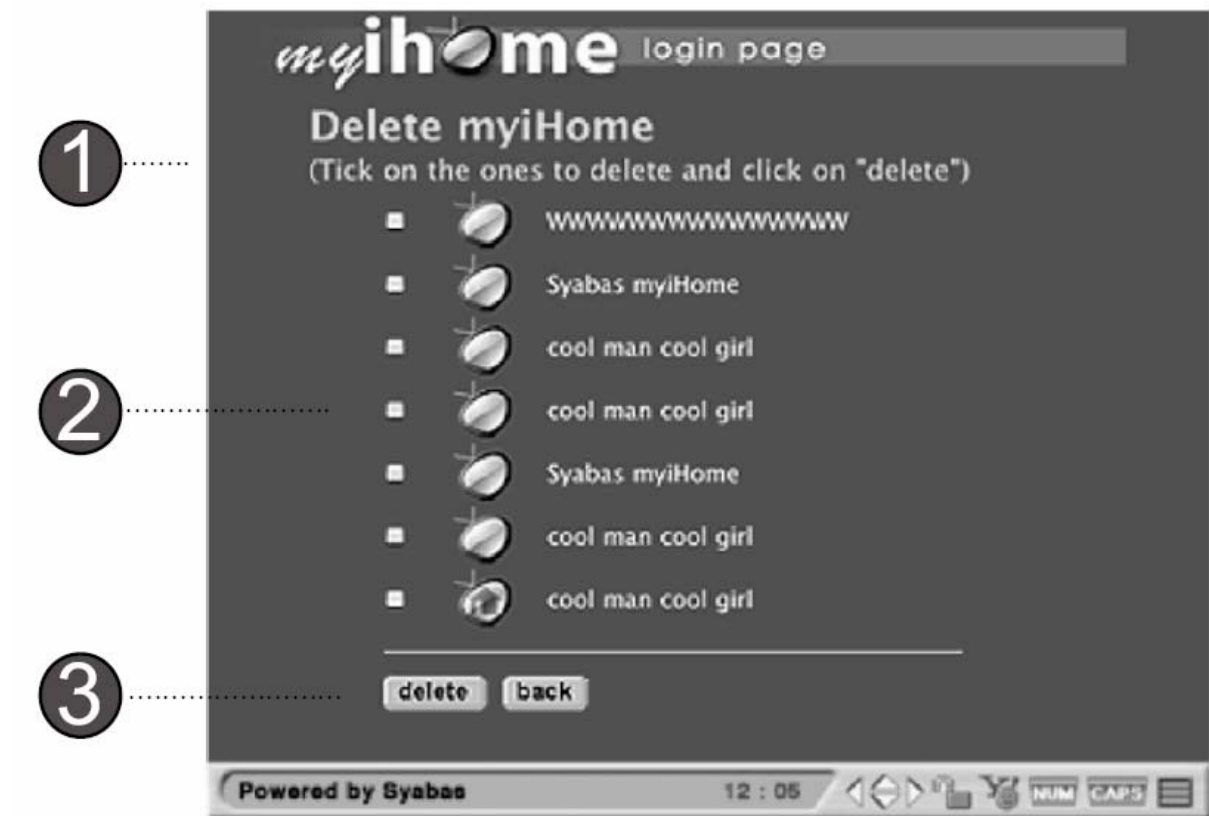 myihome login page
1
Delete myiHome
(Tick on the ones to delete and click on "delete")
wwwwwwwwwwwwwwww
Syabas myiHome
cool man cool girl
2
cool man cool girl
Syabas myiHome
cool man cool girl
cool man cool girl
3
delete back
Powered by Syabas 12 : 05 NUM CAPS